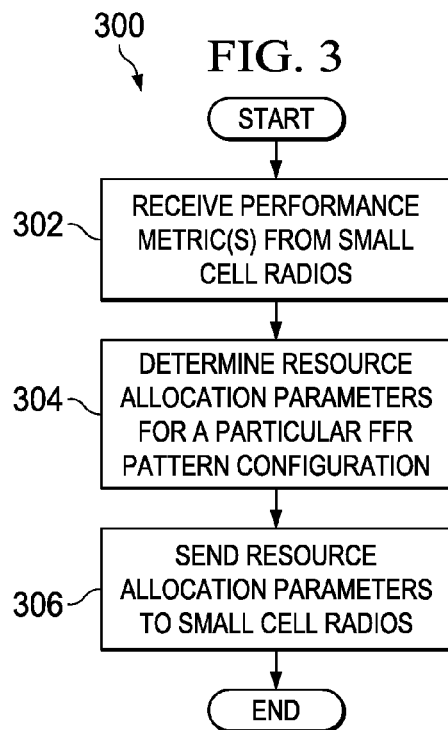 300
FIG. 3
START
302
RECEIVE PERFORMANCE
METRIC(S) FROM SMALL
CELL RADIOS
304
DETERMINE RESOURCE
ALLOCATION PARAMETERS
FOR A PARTICULAR FFR
PATTERN CONFIGURATION
306
SEND RESOURCE
ALLOCATION PARAMETERS
TO SMALL CELL RADIOS
END